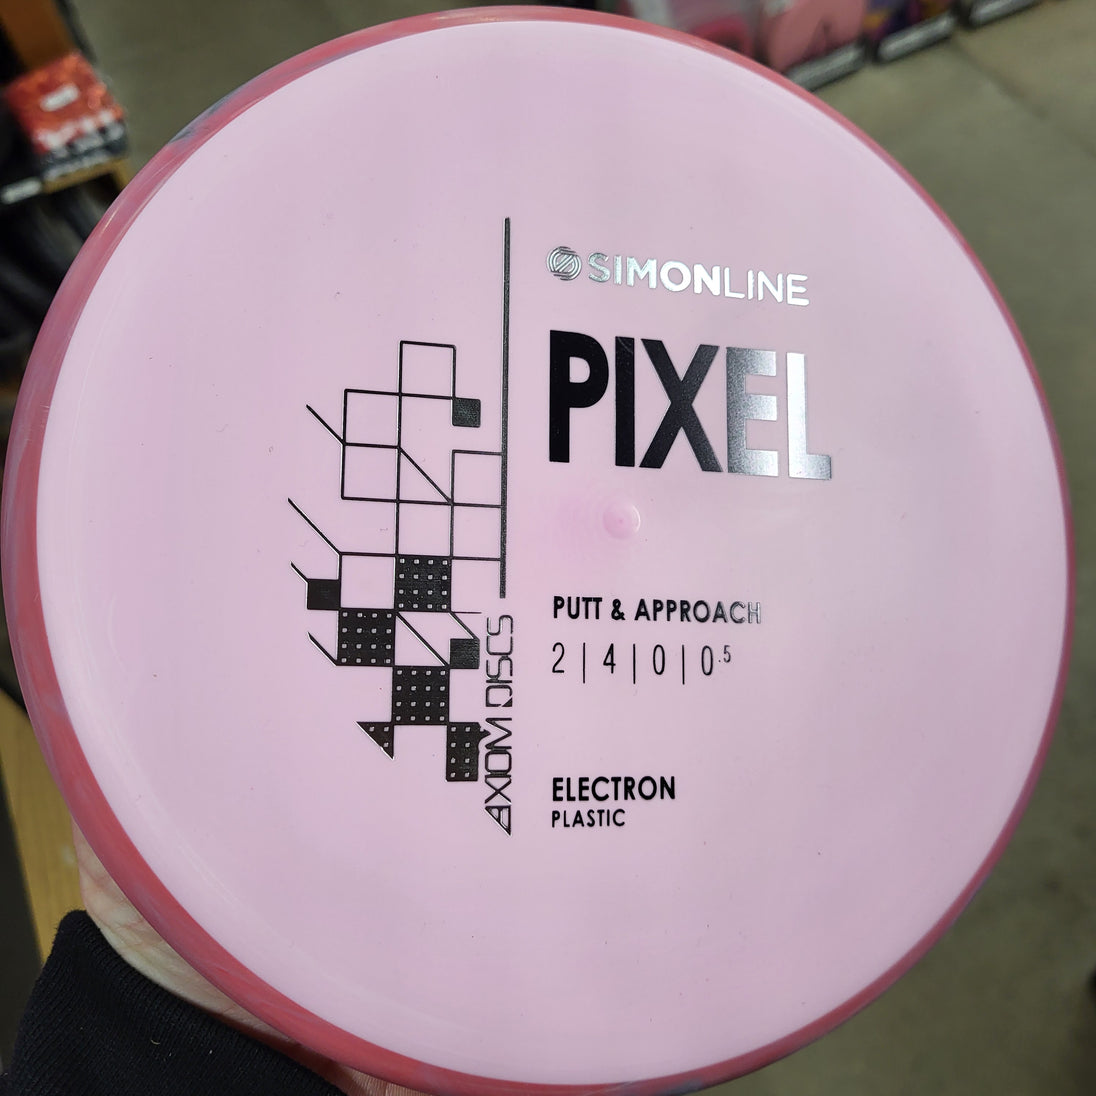 SIMONLINE
PIXEL
PUTT & APPROACH
2 | 4 | 0 | 0.5
ELECTRON
PLASTIC
AXIOM DISCS